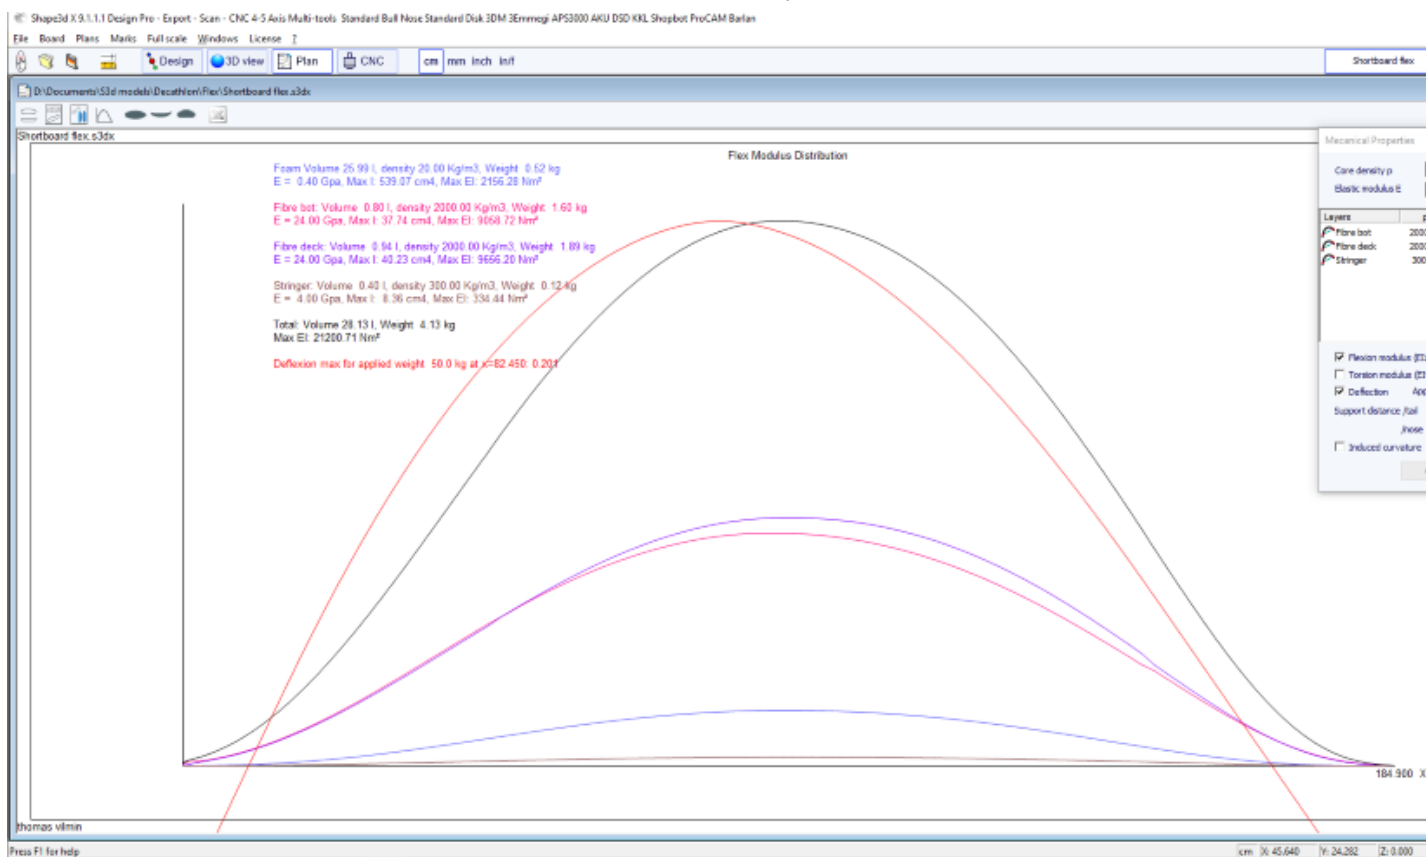 Shape3d X 9.1.1.1 Design Pro - Export - Scan - CNC 4-5 Axis Multi-tools Standard Bull Nose Standard Disk 3DM 3Emmegi APS3000 AKU DSD KKL Shopbot ProCAM Barlan
File Board Plans Marks Full scale Windows License ?
Design 3D view Plan CNC cm mm inch in/f Shortboard flex
D:\Documents\S3d models\Decathlon\Flex\Shortboard flex.s3dx
Shortboard flex.s3dx
Flex Modulus Distribution
Foam Volume 25.99 l, density 20.00 Kg/m3, Weight 0.52 kg
E = 0.40 Gpa, Max I: 539.07 cm4, Max EI: 2156.28 Nm²
Fibre bot: Volume 0.80 l, density 2000.00 Kg/m3, Weight 1.60 kg
E = 24.00 Gpa, Max I: 37.74 cm4, Max EI: 9058.72 Nm²
Fibre deck: Volume 0.94 l, density 2000.00 Kg/m3, Weight 1.89 kg
E = 24.00 Gpa, Max I: 40.23 cm4, Max EI: 9656.20 Nm²
Stringer: Volume 0.40 l, density 300.00 Kg/m3, Weight 0.12 kg
E = 4.00 Gpa, Max I: 8.36 cm4, Max EI: 334.44 Nm²
Total: Volume 28.13 l, Weight 4.13 kg
Max EI: 21200.71 Nm²
Deflexion max for applied weight 50.0 kg at x=82.450: 0.201
Mecanical Properties
Core density ρ
Elastic modulus E
Layers
Fibre bot 2000
Fibre deck 2000
Stringer 300
Flexion modulus (EI
Torsion modulus (EI
Deflection App
Support distance /tail
/nose
Induced curvature
184.900 X
thomas vilmin
Press F1 for help
cm X: 45.640 Y: 24.282 Z: 0.000